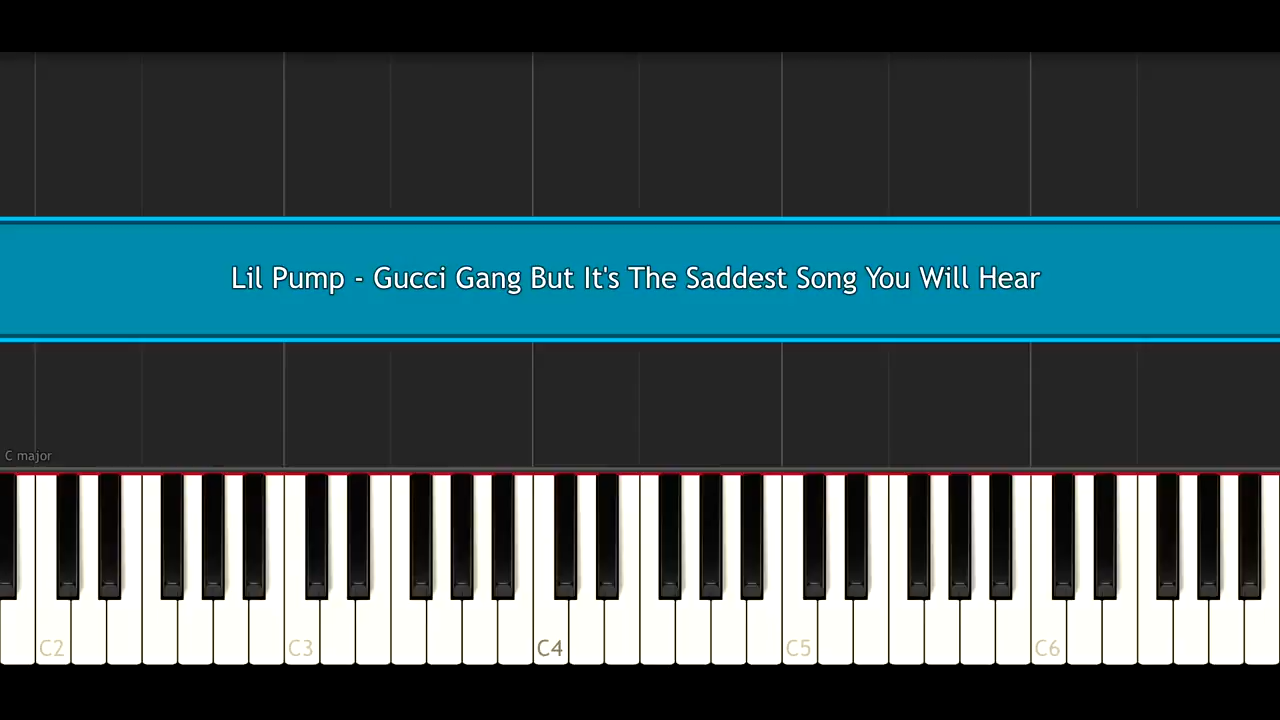 Lil Pump - Gucci Gang But It's The Saddest Song You Will Hear
C major
C2 C3 C4 C5 C6